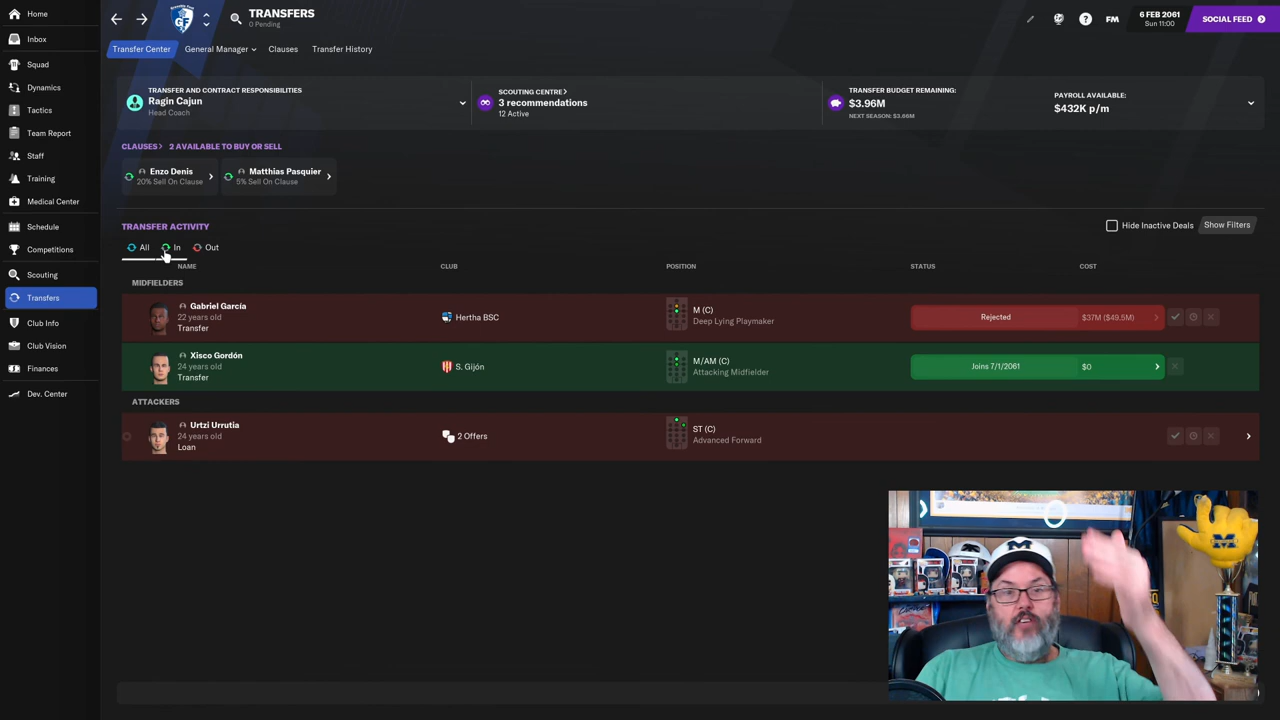 Home
Inbox
Squad
Dynamics
Tactics
Team Report
Staff
Training
Medical Center
Schedule
Competitions
Scouting
Transfers
Club Info
Club Vision
Finances
Dev. Center
GF
TRANSFERS
0 Pending
FM
6 FEB 2061
Sun 11:00
SOCIAL FEED
Transfer Center
General Manager
Clauses
Transfer History
TRANSFER AND CONTRACT RESPONSIBILITIES
Ragin Cajun
Head Coach
SCOUTING CENTRE>
3 recommendations
12 Active
TRANSFER BUDGET REMAINING:
$3.96M
NEXT SEASON: $3.66M
PAYROLL AVAILABLE:
$432K p/m
CLAUSES> 2 AVAILABLE TO BUY OR SELL
Enzo Denis
20% Sell On Clause
Matthias Pasquier
5% Sell On Clause
TRANSFER ACTIVITY
Hide Inactive Deals
Show Filters
All
In
Out
NAME
CLUB
POSITION
STATUS
COST
MIDFIELDERS
Gabriel García
22 years old
Transfer
Hertha BSC
M (C)
Deep Lying Playmaker
Rejected
$37M ($49.5M)
Xisco Gordón
24 years old
Transfer
S. Gijón
M/AM (C)
Attacking Midfielder
Joins 7/1/2061
$0
ATTACKERS
Urtzi Urrutia
24 years old
Loan
2 Offers
ST (C)
Advanced Forward
M
M